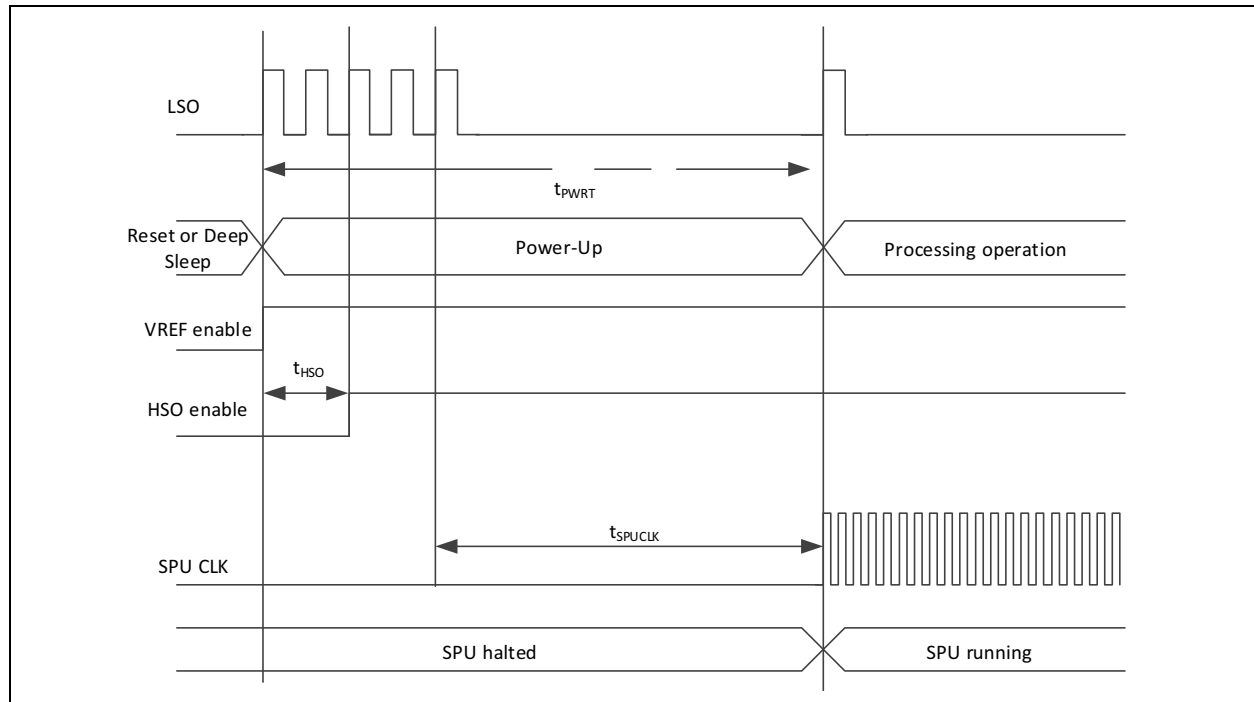 LSO
tPWRT
Reset or Deep
Sleep
Power-Up
Processing operation
VREF enable
tHSO
HSO enable
tSPUCLK
SPU CLK
SPU halted
SPU running